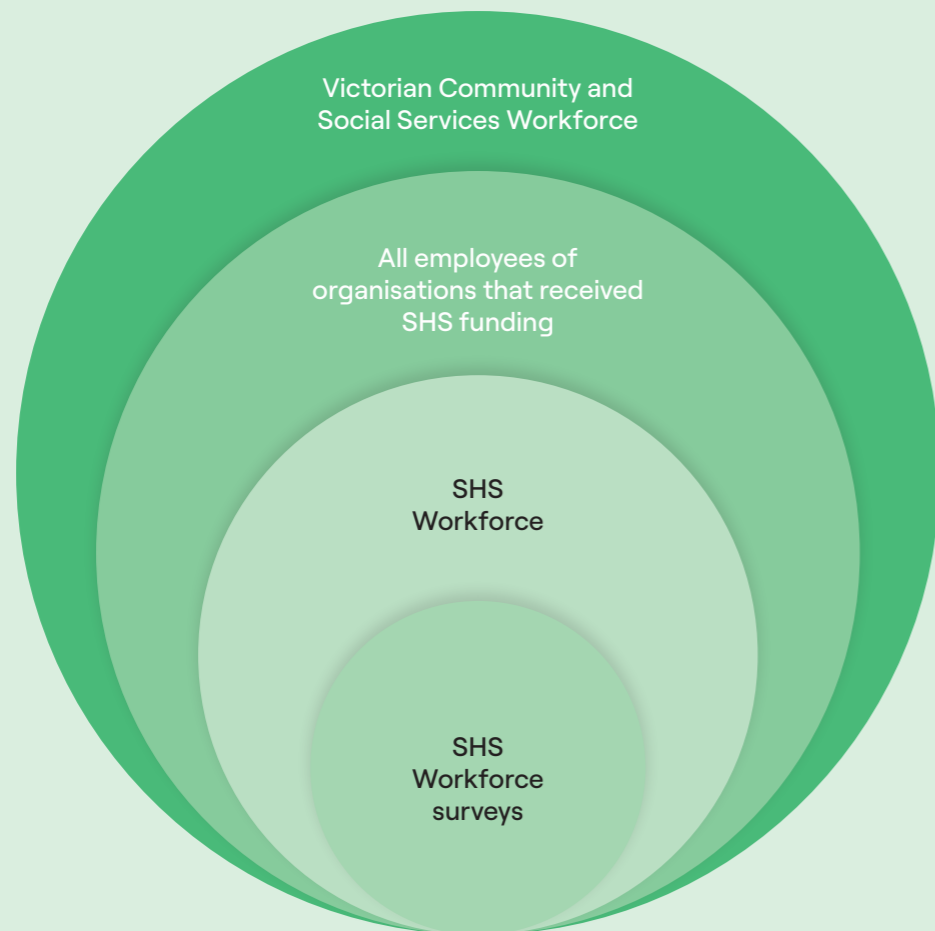 Victorian Community and
Social Services Workforce
All employees of
organisations that received
SHS funding
SHS
Workforce
SHS
Workforce
surveys